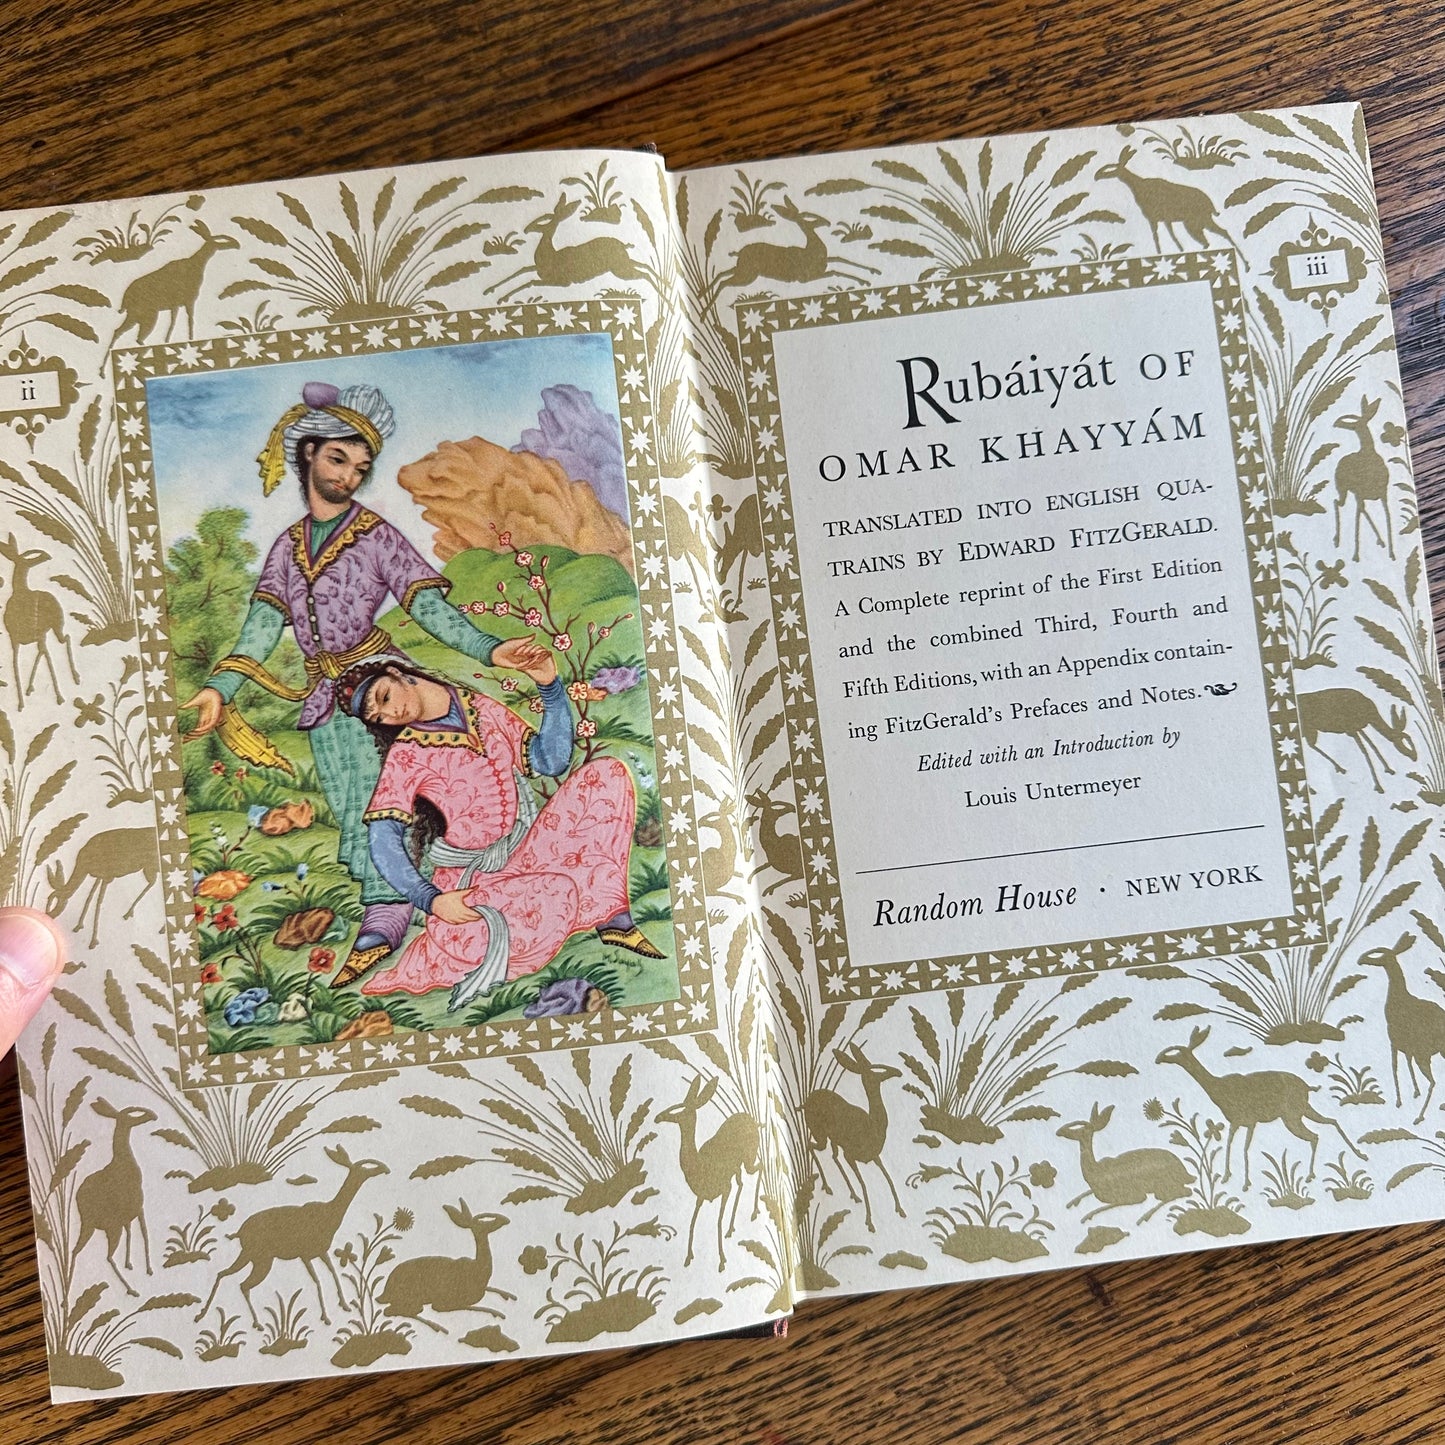 ii
iii
Rubáiyát OF
OMAR KHAYYÁM
TRANSLATED INTO ENGLISH QUA-
TRAINS BY EDWARD FITZGERALD.
A Complete reprint of the First Edition
and the combined Third, Fourth and
Fifth Editions, with an Appendix contain-
ing FitzGerald's Prefaces and Notes.
Edited with an Introduction by
Louis Untermeyer
Random House · NEW YORK